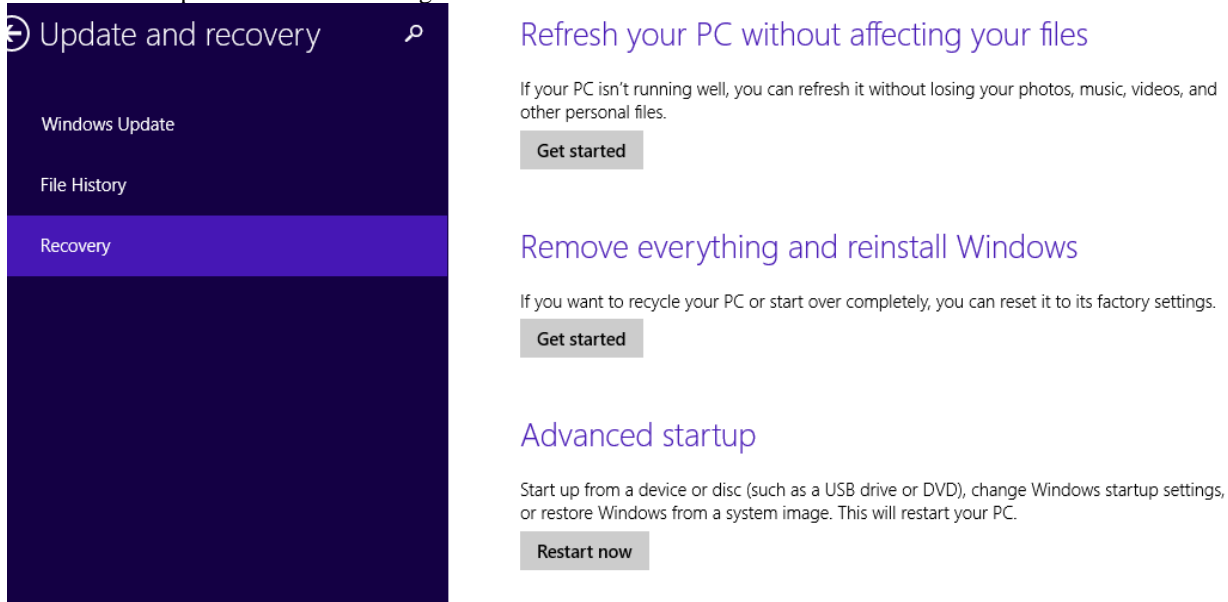 Update and recovery
Windows Update
File History
Recovery
Refresh your PC without affecting your files
If your PC isn't running well, you can refresh it without losing your photos, music, videos, and
other personal files.
Get started
Remove everything and reinstall Windows
If you want to recycle your PC or start over completely, you can reset it to its factory settings.
Get started
Advanced startup
Start up from a device or disc (such as a USB drive or DVD), change Windows startup settings,
or restore Windows from a system image. This will restart your PC.
Restart now